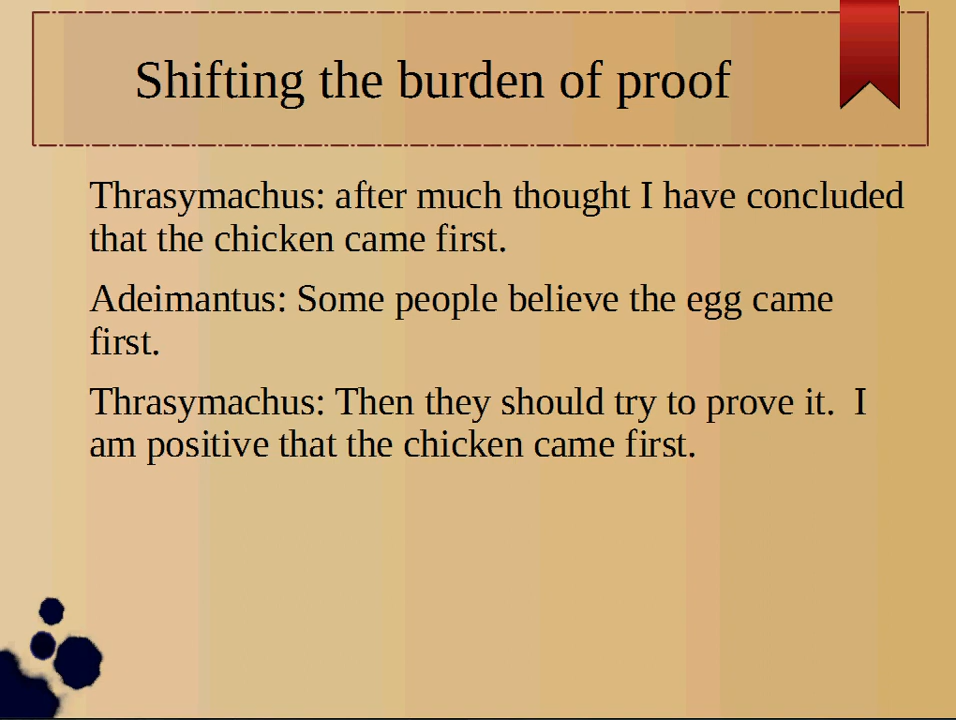 Shifting the burden of proof
Thrasymachus: after much thought I have concluded
that the chicken came first.
Adeimantus: Some people believe the egg came
first.
Thrasymachus: Then they should try to prove it.  I
am positive that the chicken came first.